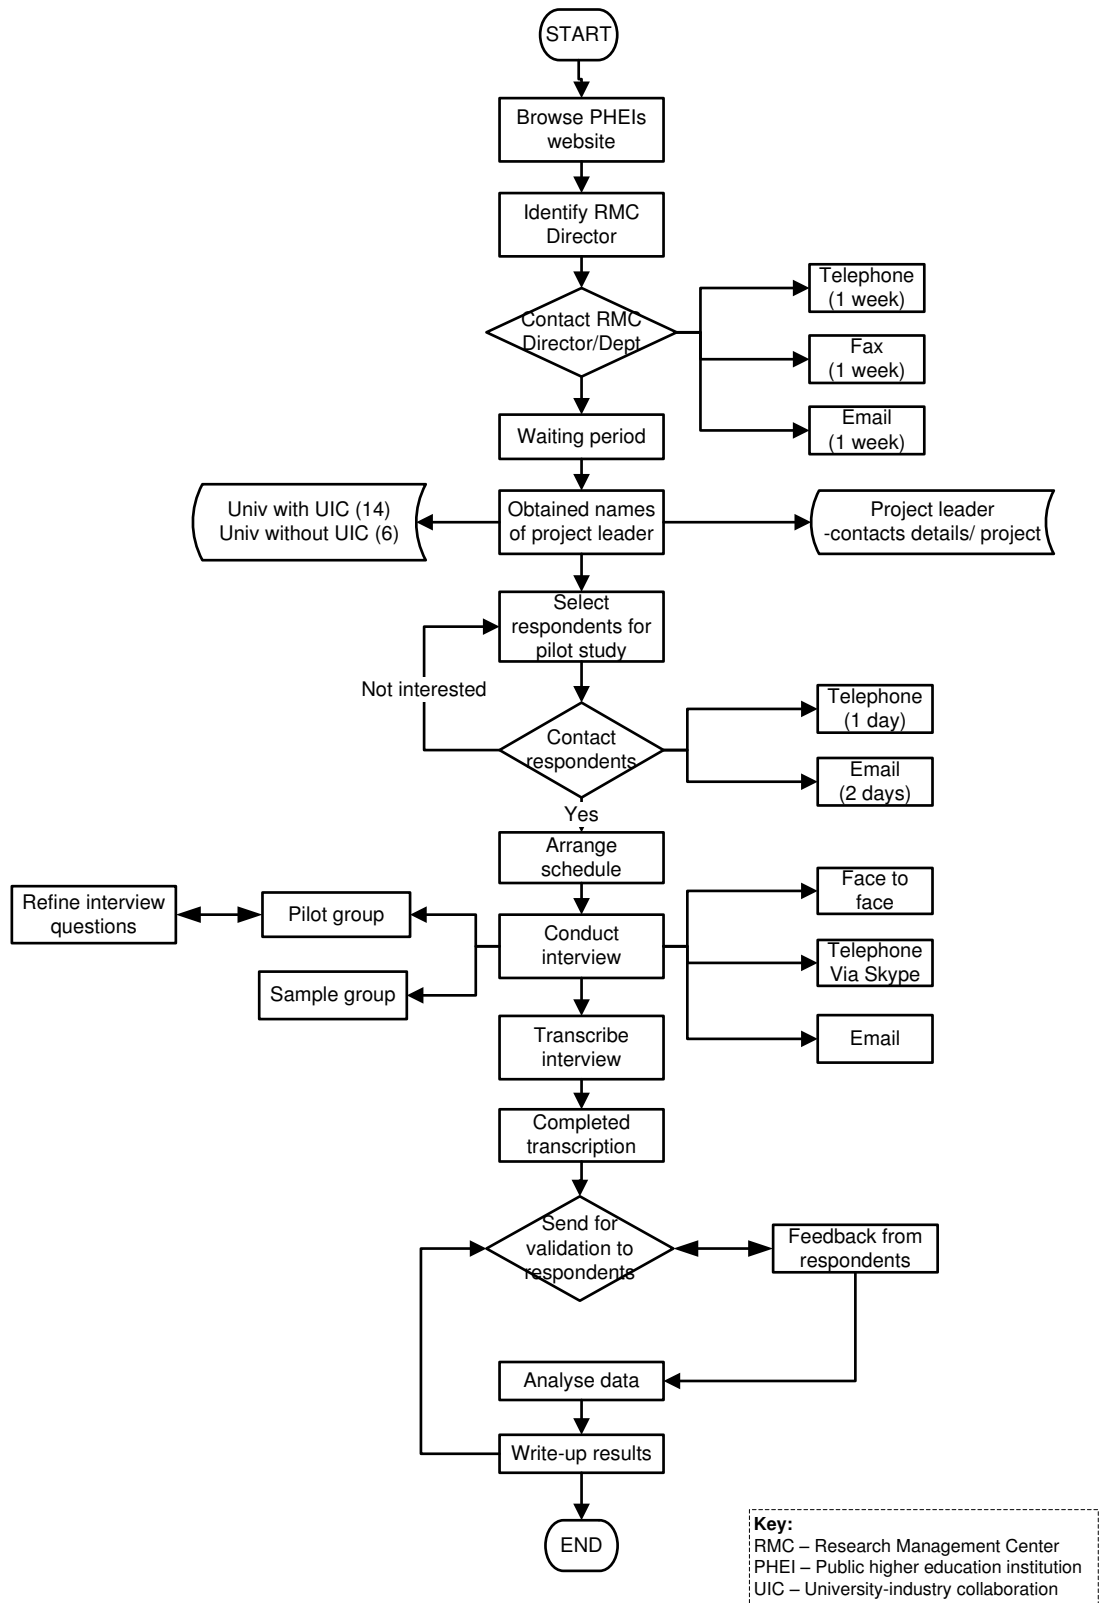 START
Browse PHEIs
website
Identify RMC
Director
Contact RMC
Director/Dept
Telephone
(1 week)
Fax
(1 week)
Email
(1 week)
Waiting period
Univ with UIC (14)
Univ without UIC (6)
Obtained names
of project leader
Project leader
-contacts details/ project
Select
respondents for
pilot study
Not interested
Contact
respondents
Telephone
(1 day)
Email
(2 days)
Yes
Arrange
schedule
Refine interview
questions
Pilot group
Sample group
Conduct
interview
Face to
face
Telephone
Via Skype
Email
Transcribe
interview
Completed
transcription
Send for
validation to
respondents
Feedback from
respondents
Analyse data
Write-up results
END
Key:
RMC – Research Management Center
PHEI – Public higher education institution
UIC – University-industry collaboration